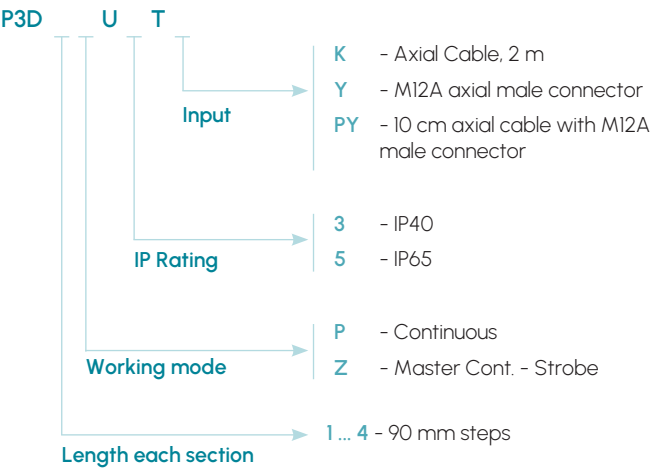 P3D U T
K - Axial Cable, 2 m
Y - M12A axial male connector
Input
PY - 10 cm axial cable with M12A
male connector
3 - IP40
IP Rating
5 - IP65
P - Continuous
Working mode
Z - Master Cont. - Strobe
1 ... 4 - 90 mm steps
Length each section